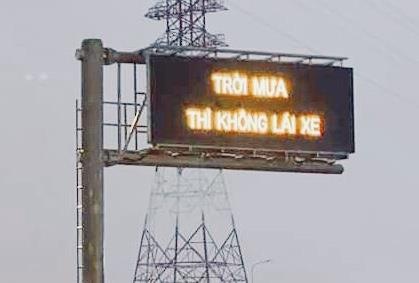 TRỜI MƯA
THÌ KHÔNG LÁI XE